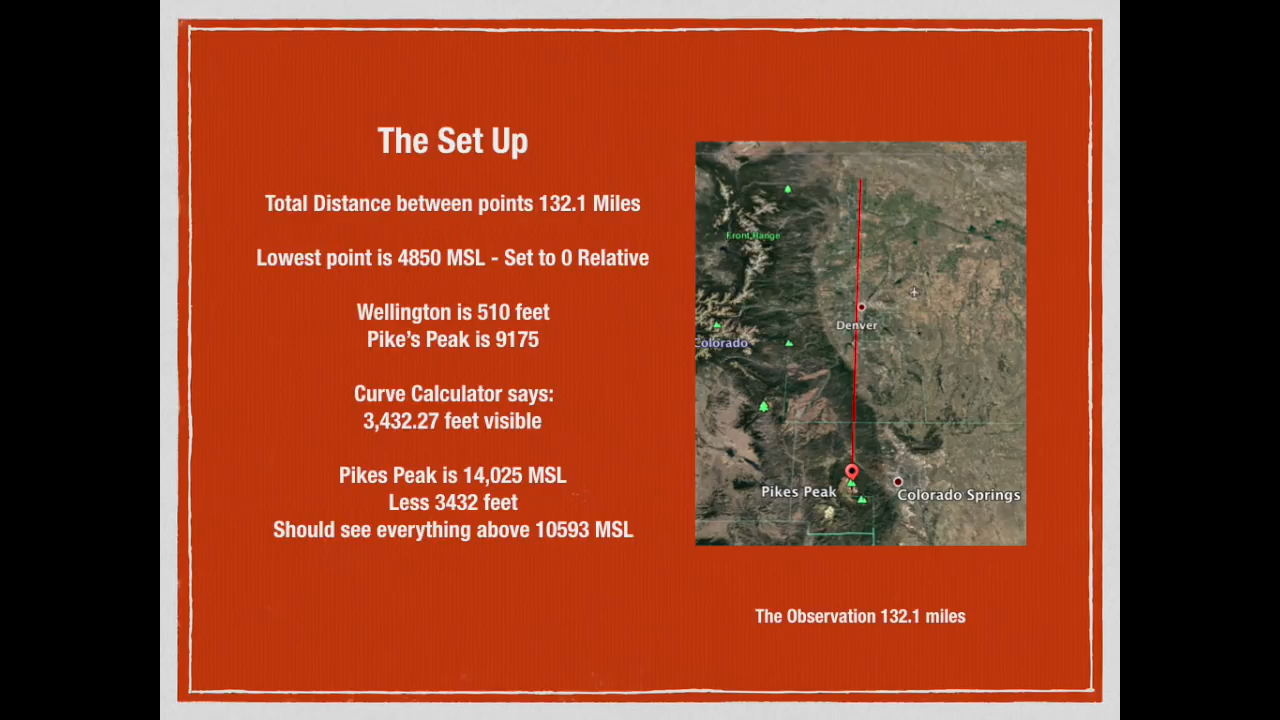 The Set Up
Total Distance between points 132.1 Miles
Lowest point is 4850 MSL - Set to 0 Relative
Wellington is 510 feet
Pike's Peak is 9175
Curve Calculator says:
3,432.27 feet visible
Pikes Peak is 14,025 MSL
Less 3432 feet
Should see everything above 10593 MSL
Front Range
Denver
Colorado
Pikes Peak
Colorado Springs
The Observation 132.1 miles